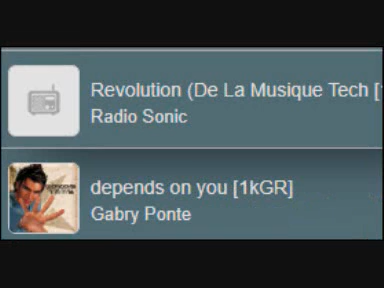 Revolution (De La Musique Tech [
Radio Sonic
depends on you [1kGR]
Gabry Ponte